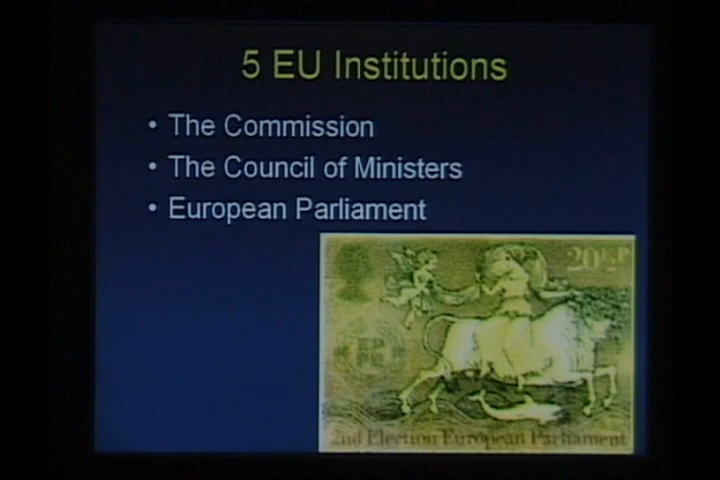 5 EU Institutions
• The Commission
• The Council of Ministers
• European Parliament
20½P
2nd Election European Parliament